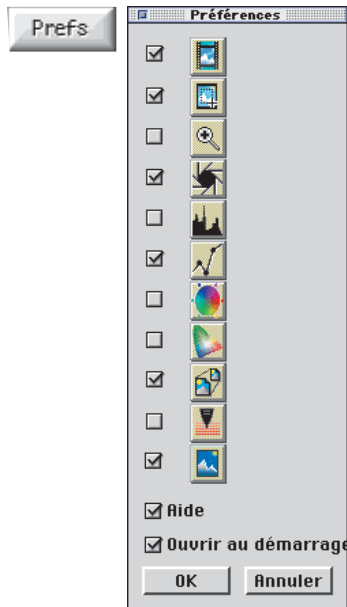 Prefs
Préférences
Aide
Ouvrir au démarrage
OK
Annuler